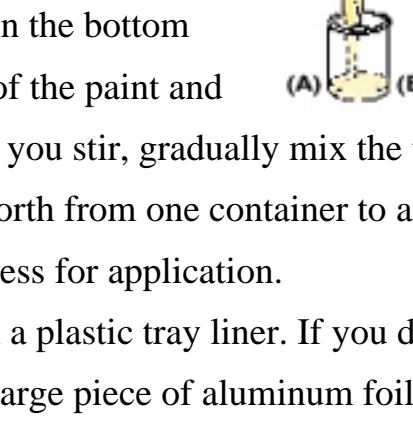 n the bottom
of the paint and
(A)
you stir, gradually mix the
orth from one container to a
ess for application.
a plastic tray liner. If you d
arge piece of aluminum foil